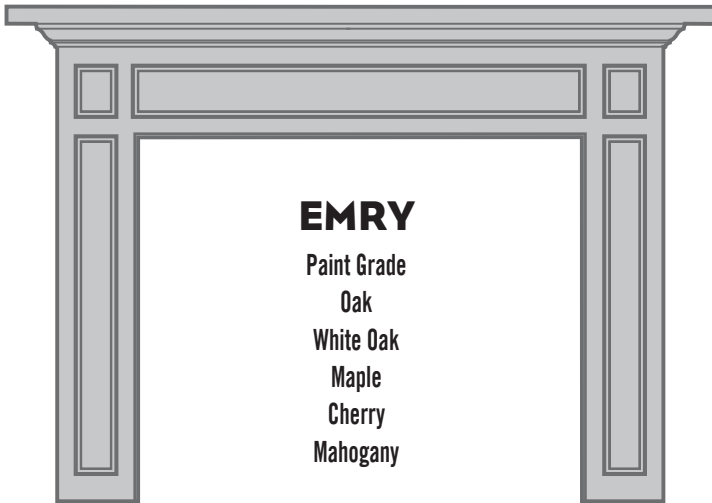 EMRY
Paint Grade
Oak
White Oak
Maple
Cherry
Mahogany